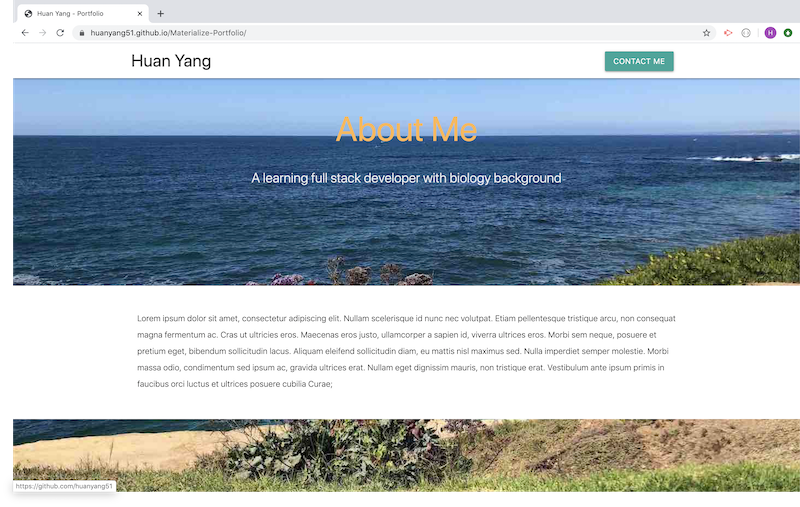 Huan Yang - Portfolio
huanyang51.github.io/Materialize-Portfolio/
H
Huan Yang
CONTACT ME
About Me
A learning full stack developer with biology background
Lorem ipsum dolor sit amet, consectetur adipiscing elit. Nullam scelerisque id nunc nec volutpat. Etiam pellentesque tristique arcu, non consequat
magna fermentum ac. Cras ut ultricies eros. Maecenas eros justo, ullamcorper a sapien id, viverra ultrices eros. Morbi sem neque, posuere et
pretium eget, bibendum sollicitudin lacus. Aliquam eleifend sollicitudin diam, eu mattis nisl maximus sed. Nulla imperdiet semper molestie. Morbi
massa odio, condimentum sed ipsum ac, gravida ultrices erat. Nullam eget dignissim mauris, non tristique erat. Vestibulum ante ipsum primis in
faucibus orci luctus et ultrices posuere cubilia Curae;
https://github.com/huanyang51